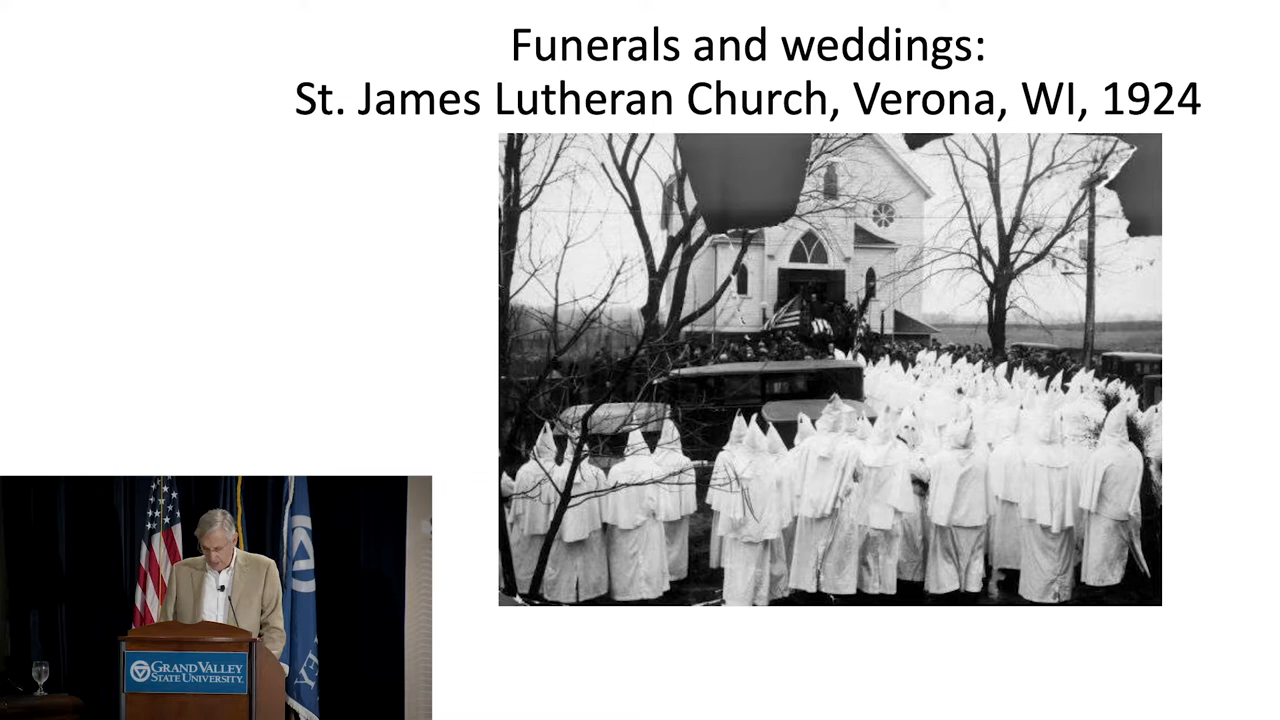 Funerals and weddings:
St. James Lutheran Church, Verona, WI, 1924
GRAND VALLEY
STATE UNIVERSITY.